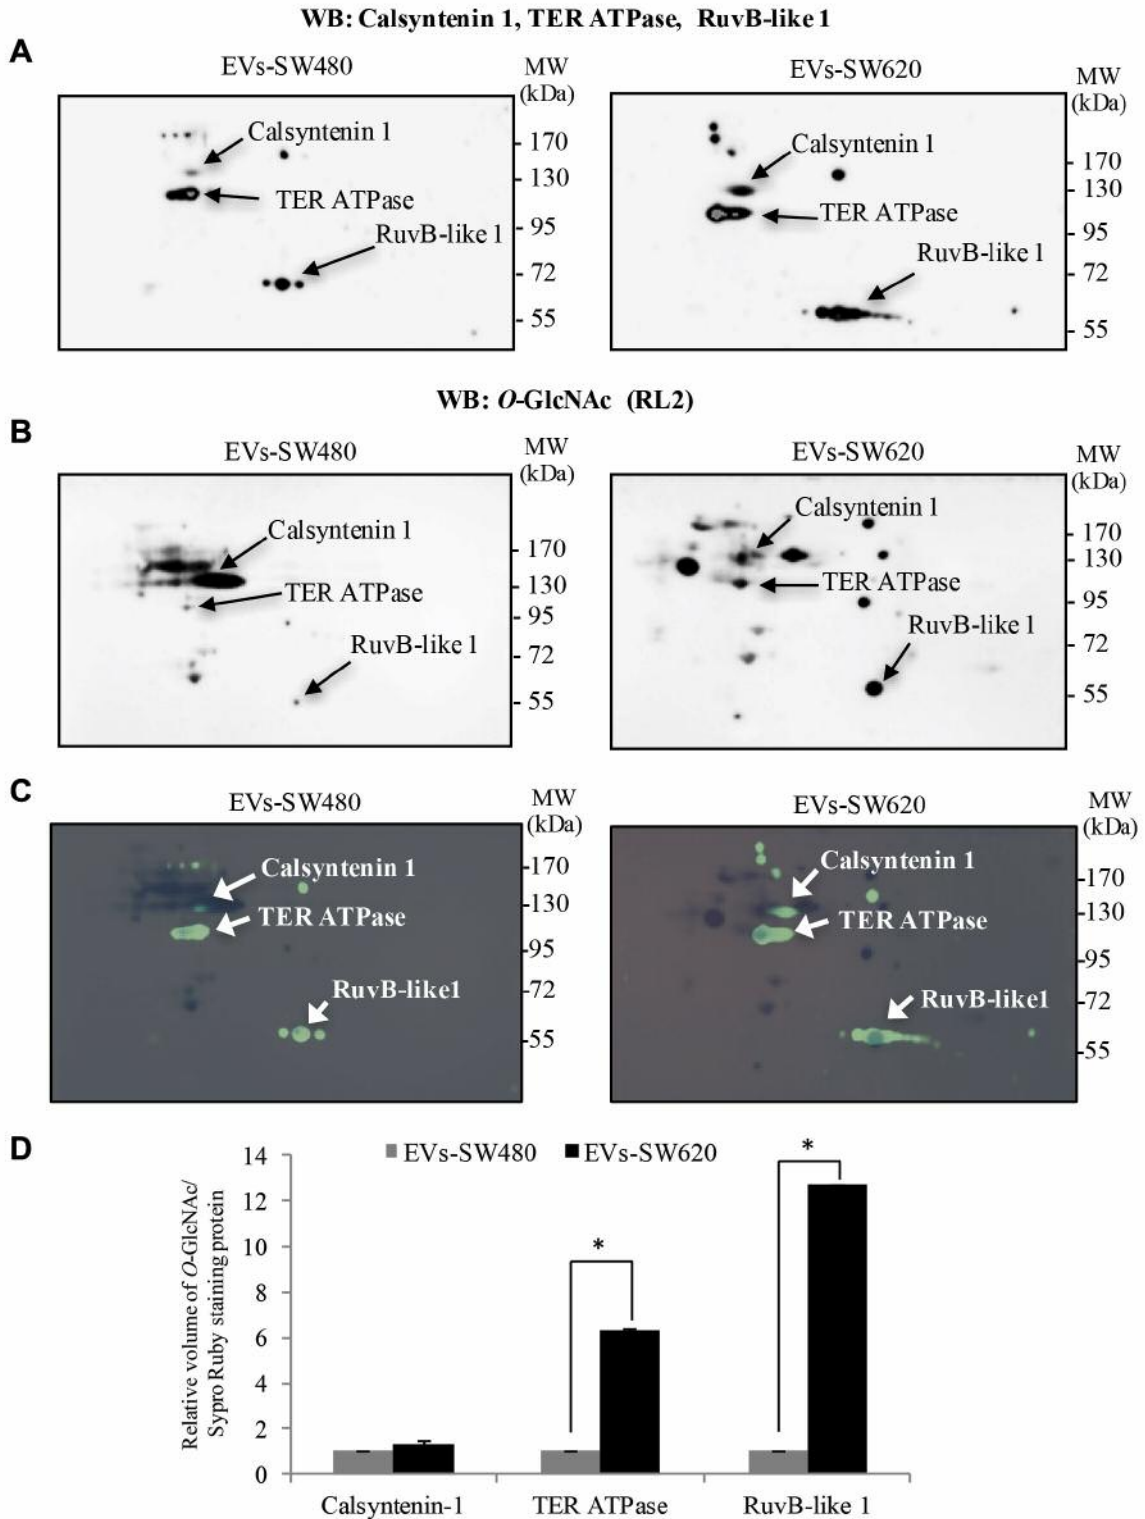 WB: Calsyntenin 1, TER ATPase, RuvB-like 1
A
EVs-SW480
MW
(kDa)
EVs-SW620
MW
(kDa)
Calsyntenin 1
TER ATPase
RuvB-like 1
- 170
- 130
- 95
- 72
- 55
Calsyntenin 1
TER ATPase
RuvB-like 1
- 170
- 130
- 95
- 72
- 55
WB: O-GlcNAc (RL2)
B
EVs-SW480
MW
(kDa)
EVs-SW620
MW
(kDa)
Calsyntenin 1
TER ATPase
RuvB-like 1
- 170
- 130
- 95
- 72
- 55
Calsyntenin 1
TER ATPase
RuvB-like 1
170
- 130
- 95
- 72
- 55
C
EVs-SW480
MW
(kDa)
EVs-SW620
MW
(kDa)
Calsyntenin 1
TER ATPase
RuvB-like1
-170
-130
-95
-72
-55
Calsyntenin 1
TER ATPase
RuvB-like1
-170
-130
-95
-72
-55
D
EVs-SW480
EVs-SW620
Relative volume of O-GlcNAc/
Sypro Ruby staining protein
14
12
10
8
6
4
2
0
*
*
Calsyntenin-1
TER ATPase
RuvB-like 1